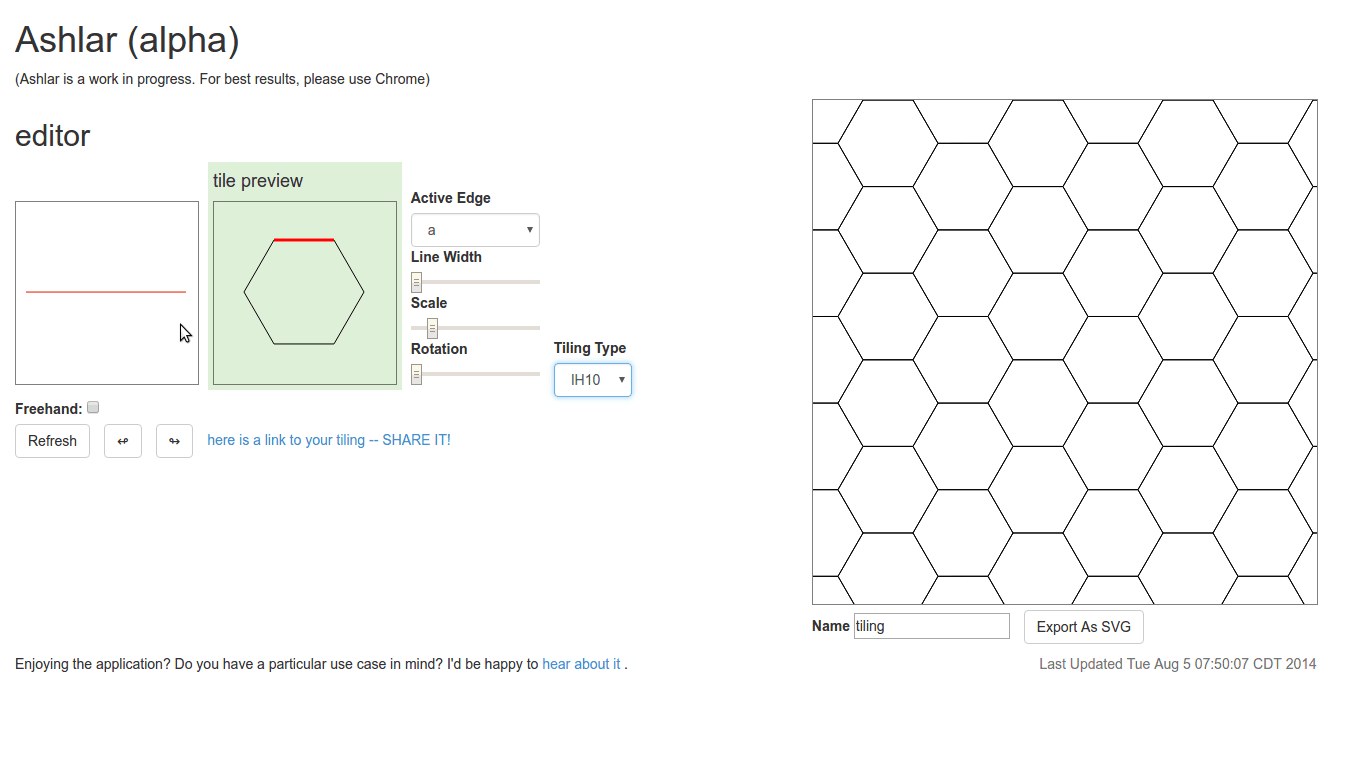 Ashlar (alpha)
(Ashlar is a work in progress. For best results, please use Chrome)
editor
tile preview
Active Edge
a
Line Width
Scale
Rotation
Tiling Type
IH10
Freehand:
Refresh
↫
↬
here is a link to your tiling -- SHARE IT!
Name tiling
Export As SVG
Enjoying the application? Do you have a particular use case in mind? I'd be happy to hear about it .
Last Updated Tue Aug 5 07:50:07 CDT 2014